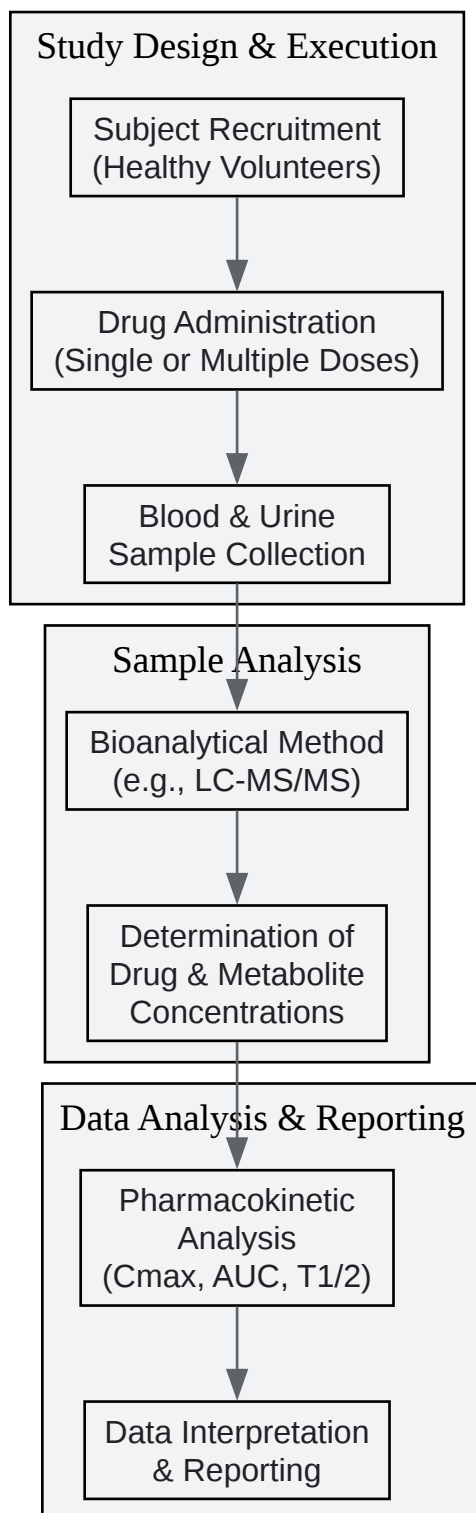 Study Design & Execution
Subject Recruitment
(Healthy Volunteers)
Drug Administration
(Single or Multiple Doses)
Blood & Urine
Sample Collection
Sample Analysis
Bioanalytical Method
(e.g., LC-MS/MS)
Determination of
Drug & Metabolite
Concentrations
Data Analysis & Reporting
Pharmacokinetic
Analysis
(Cmax, AUC, T1/2)
Data Interpretation
& Reporting